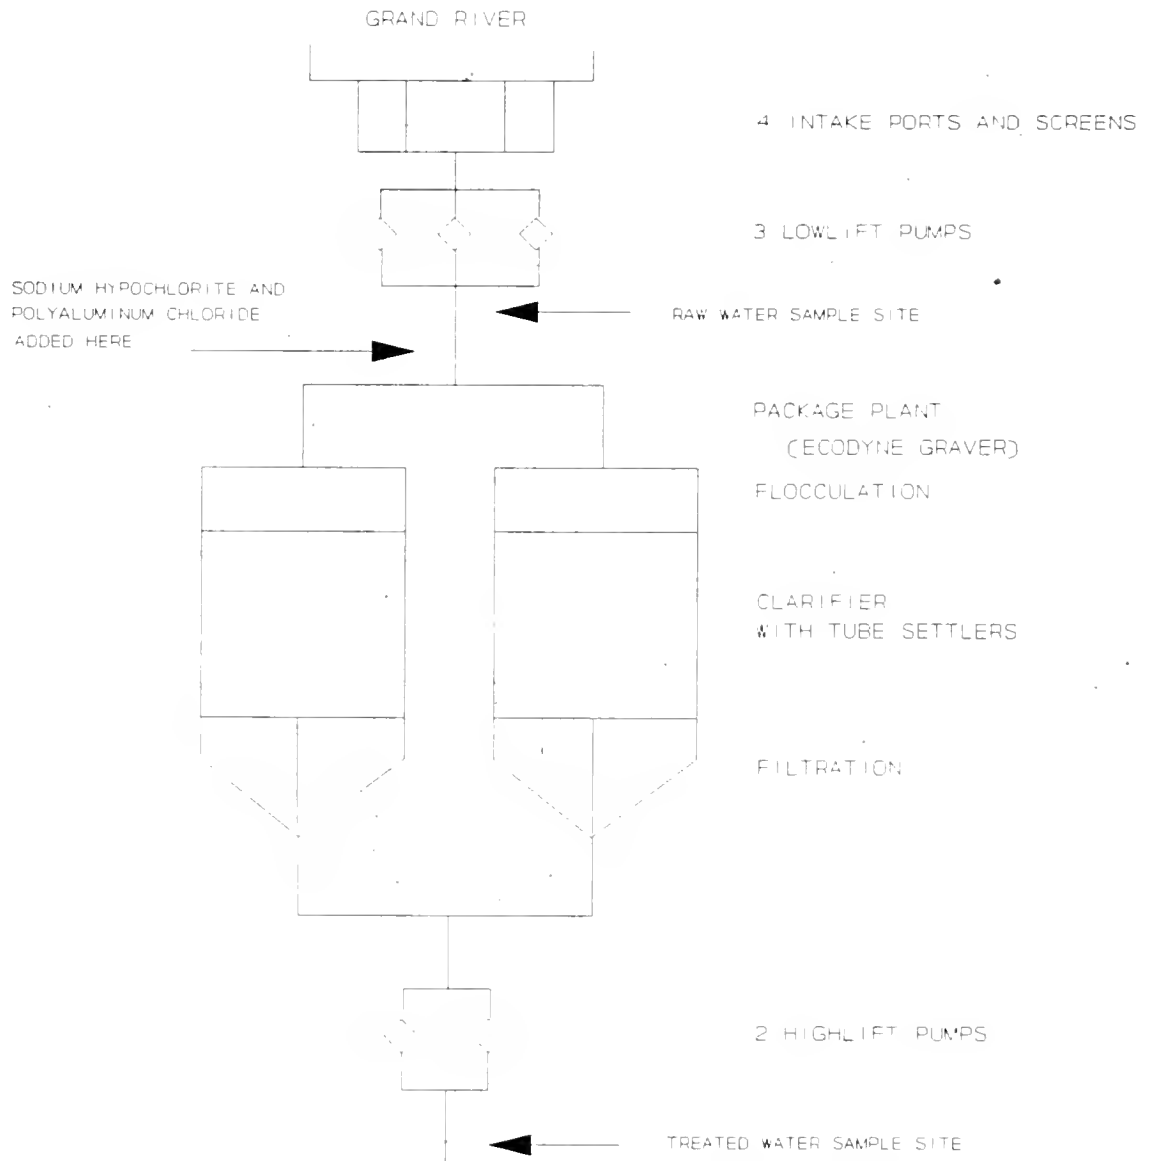 GRAND RIVER
4 INTAKE PORTS AND SCREENS
3 LOWLIFT PUMPS
SODIUM HYPOCHLORITE AND
POLYALUMINUM CHLORIDE
ADDED HERE
RAW WATER SAMPLE SITE
PACKAGE PLANT
(ECODYNE GRAVER)
FLOCCULATION
CLARIFIER
WITH TUBE SETTLERS
FILTRATION
2 HIGHLIFT PUMPS
TREATED WATER SAMPLE SITE